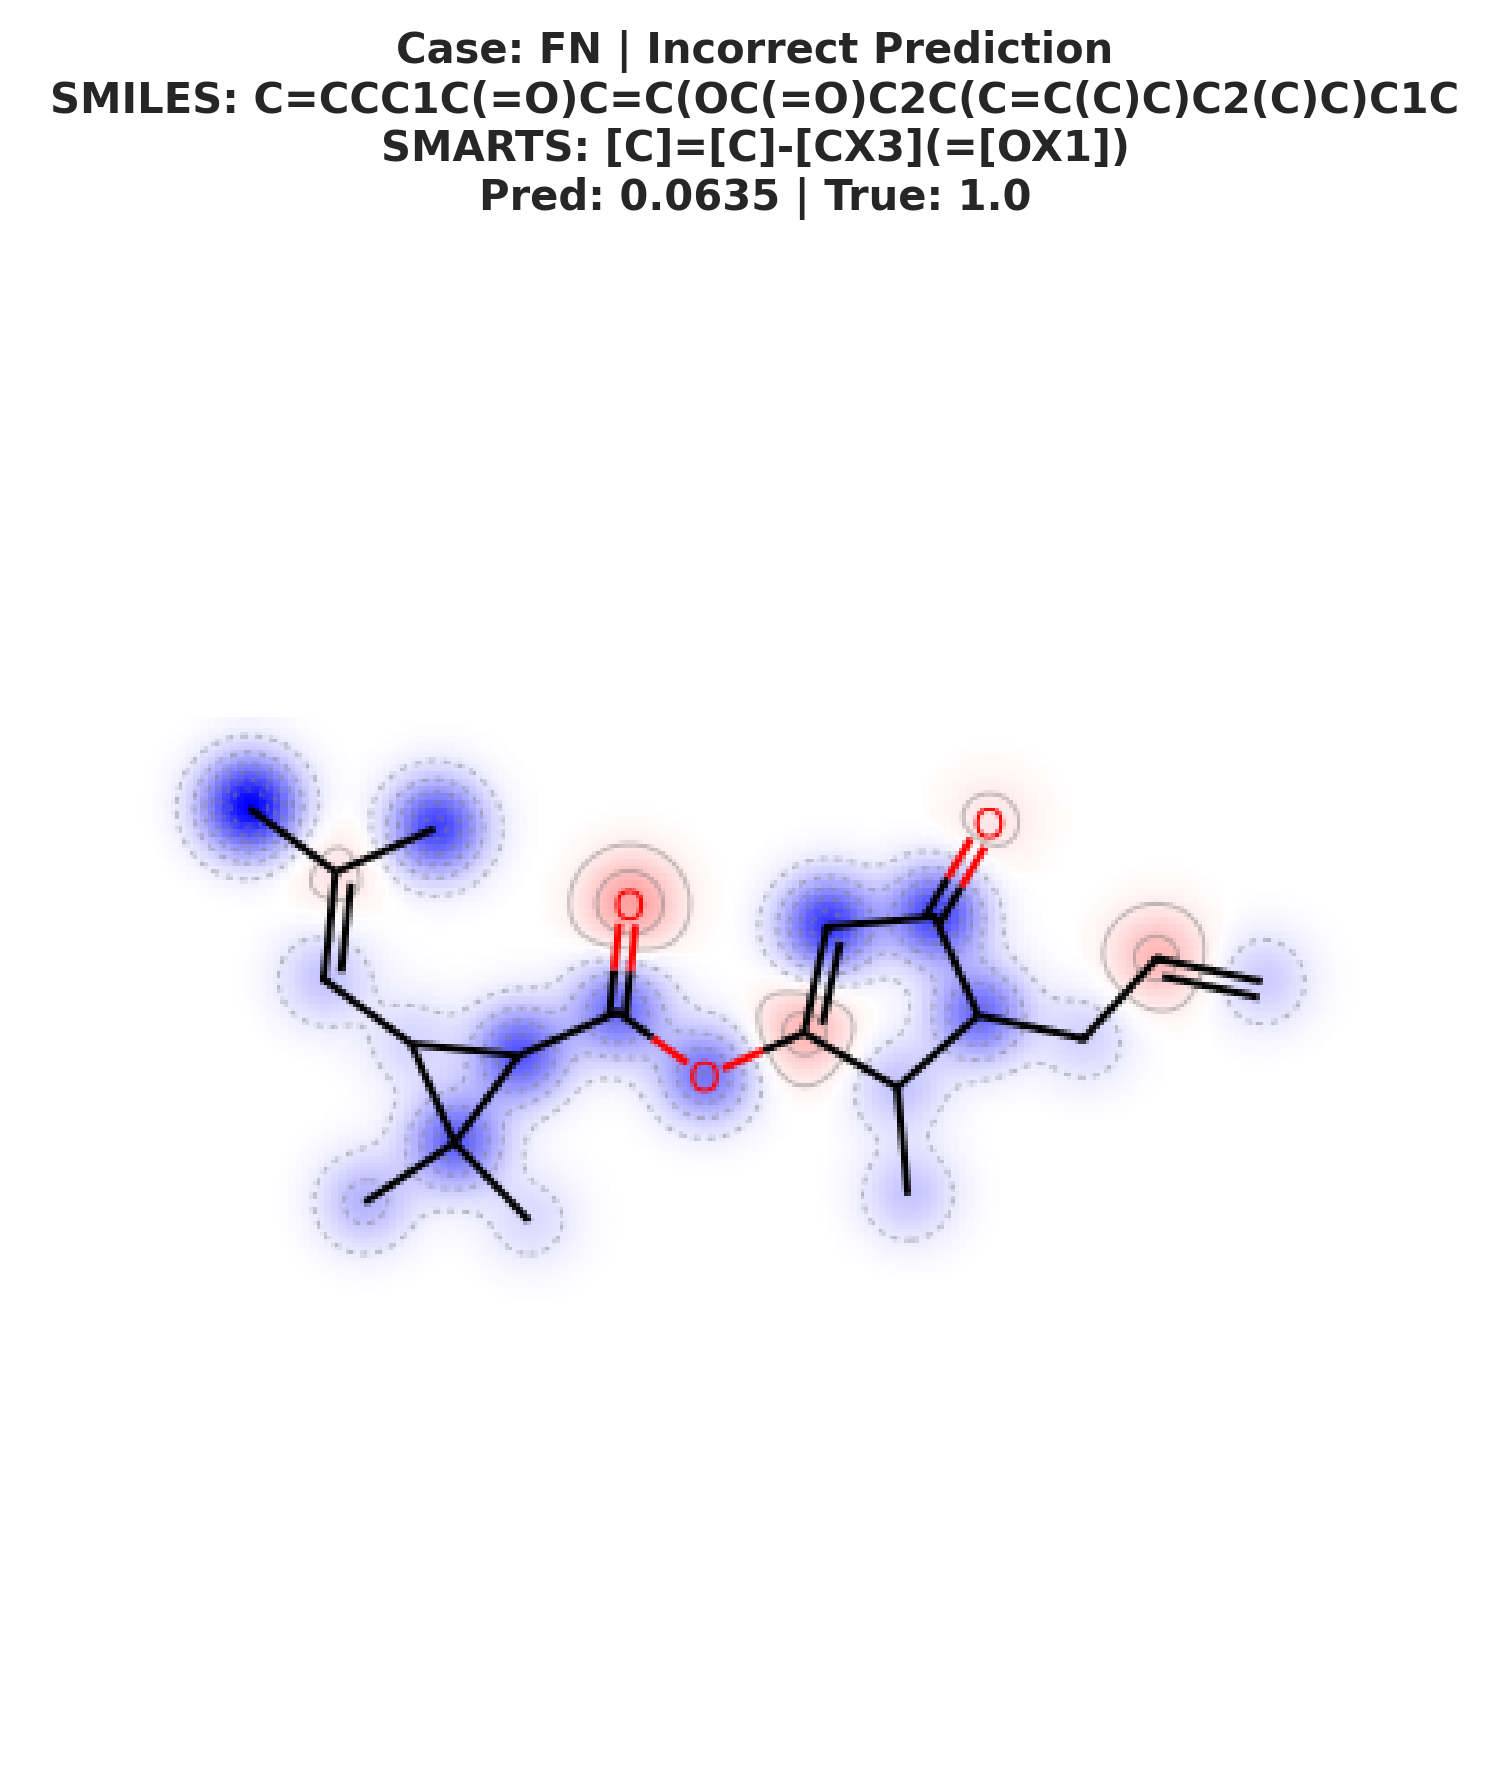 Case: FN | Incorrect Prediction
SMILES: C=CCC1C(=O)C=C(OC(=O)C2C(C=C(C)C)C2(C)C)C1C
SMARTS: [C]=[C]-[CX3](=[OX1])
Pred: 0.0635 | True: 1.0
O
O
O